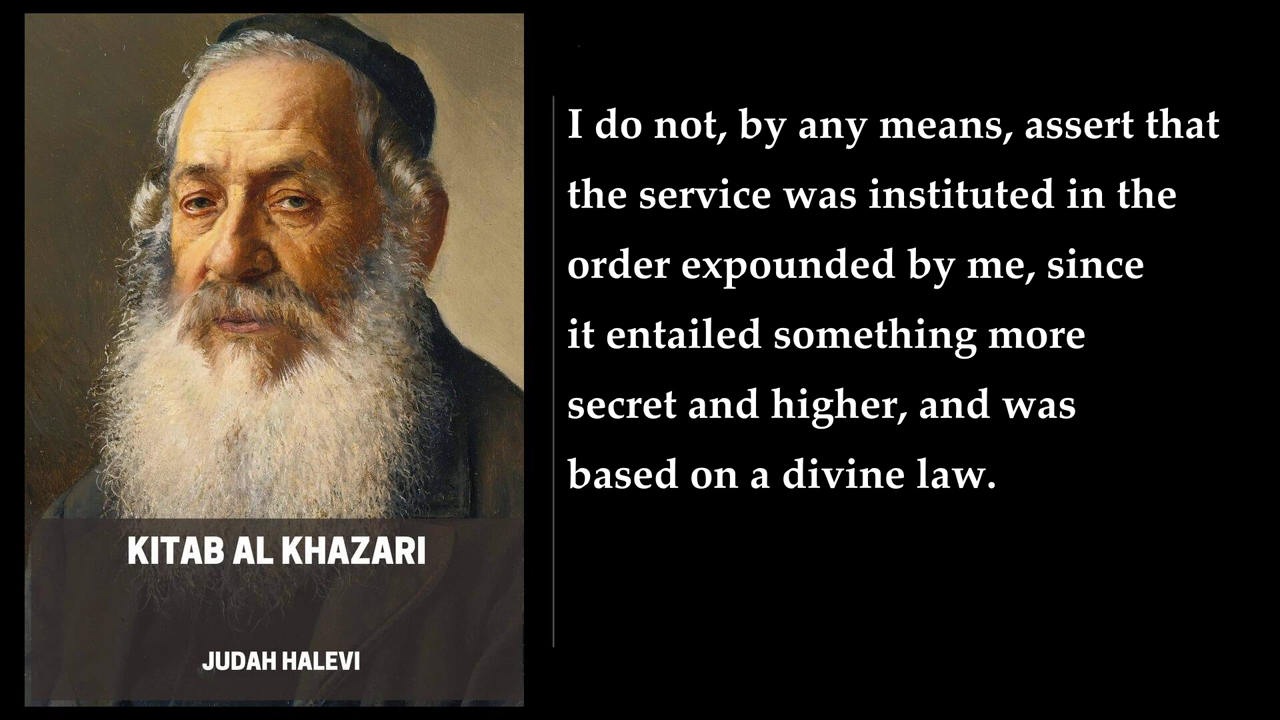 KITAB AL KHAZARI
JUDAH HALEVI
I do not, by any means, assert that
the service was instituted in the
order expounded by me, since
it entailed something more
secret and higher, and was
based on a divine law.